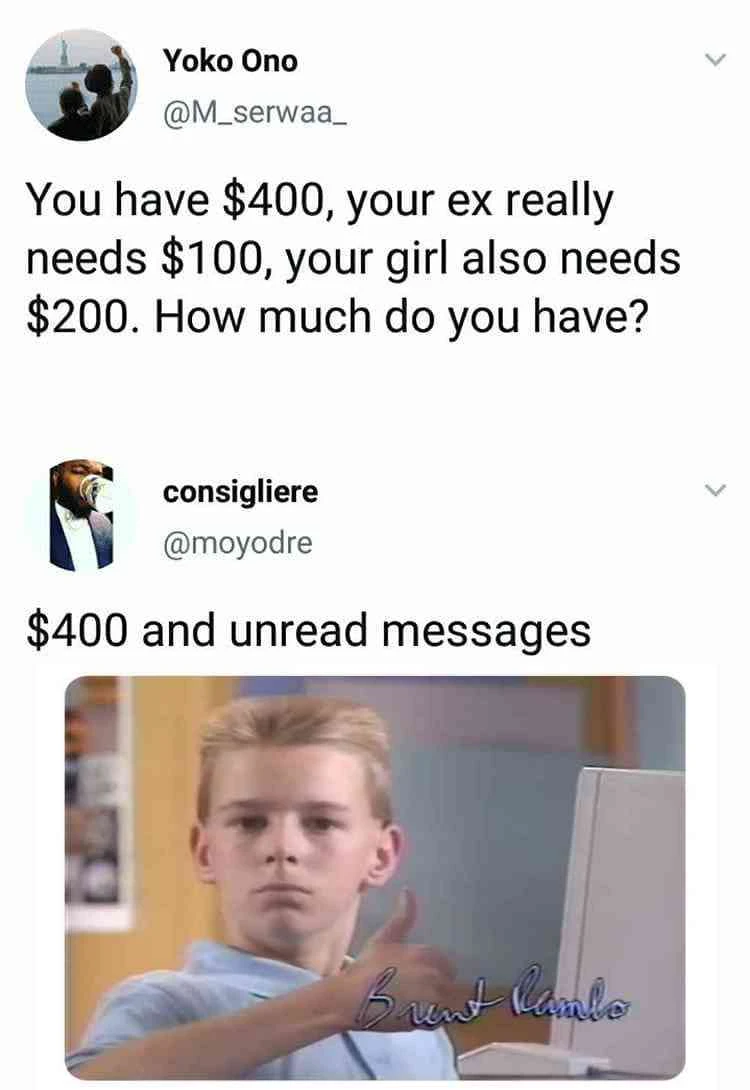 Yoko Ono
@M_serwaa_
You have $400, your ex really
needs $100, your girl also needs
$200. How much do you have?
consigliere
@moyodre
$400 and unread messages
Brent Rambo